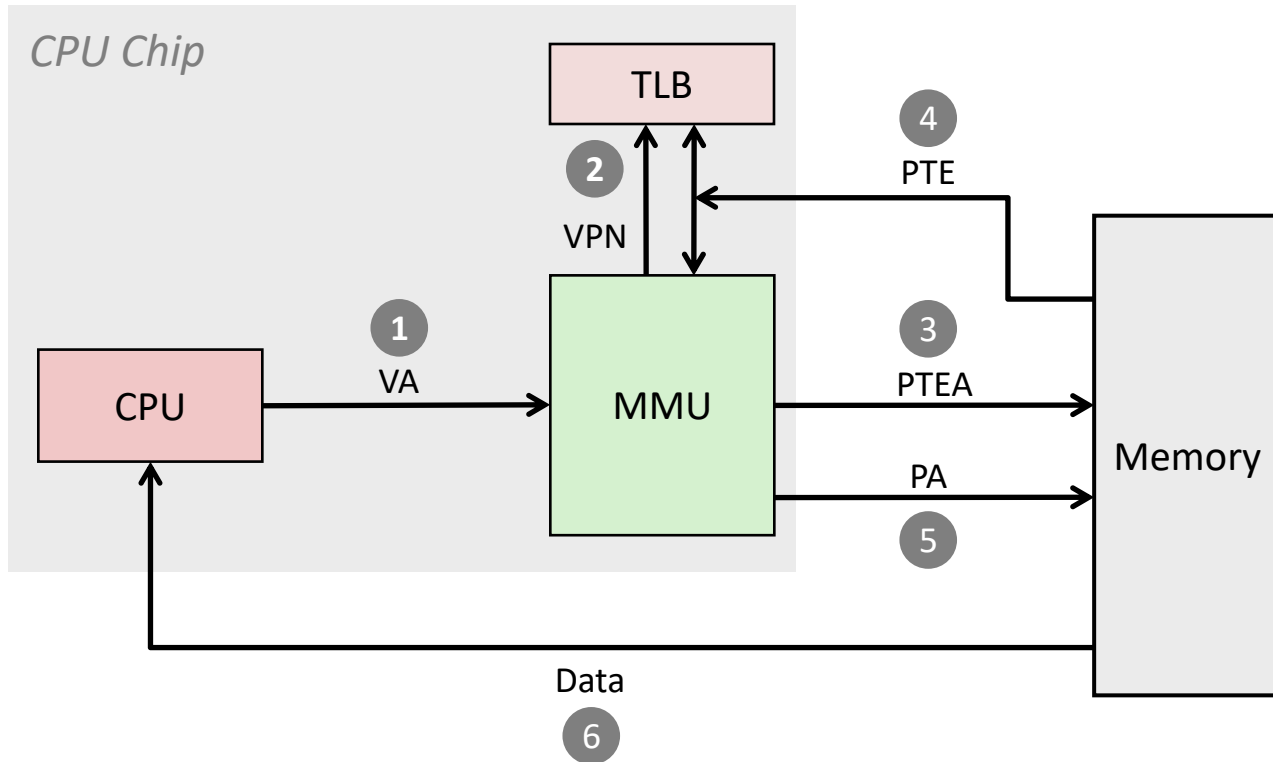 CPU Chip
TLB
4
PTE
2
VPN
1
VA
3
PTEA
CPU
MMU
Memory
PA
5
Data
6